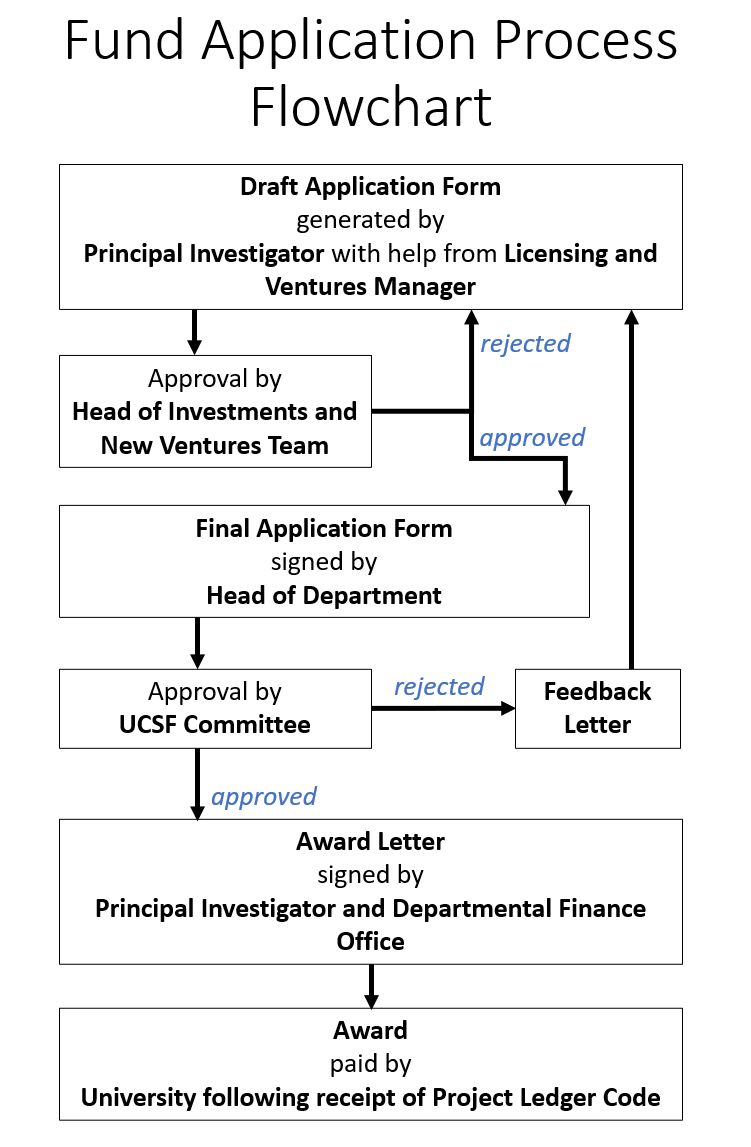 Fund Application Process
Flowchart
Draft Application Form
generated by
Principal Investigator with help from Licensing and
Ventures Manager
rejected
Approval by
Head of Investments and
New Ventures Team
approved
Final Application Form
signed by
Head of Department
Approval by
UCSF Committee
rejected
Feedback
Letter
approved
Award Letter
signed by
Principal Investigator and Departmental Finance
Office
Award
paid by
University following receipt of Project Ledger Code